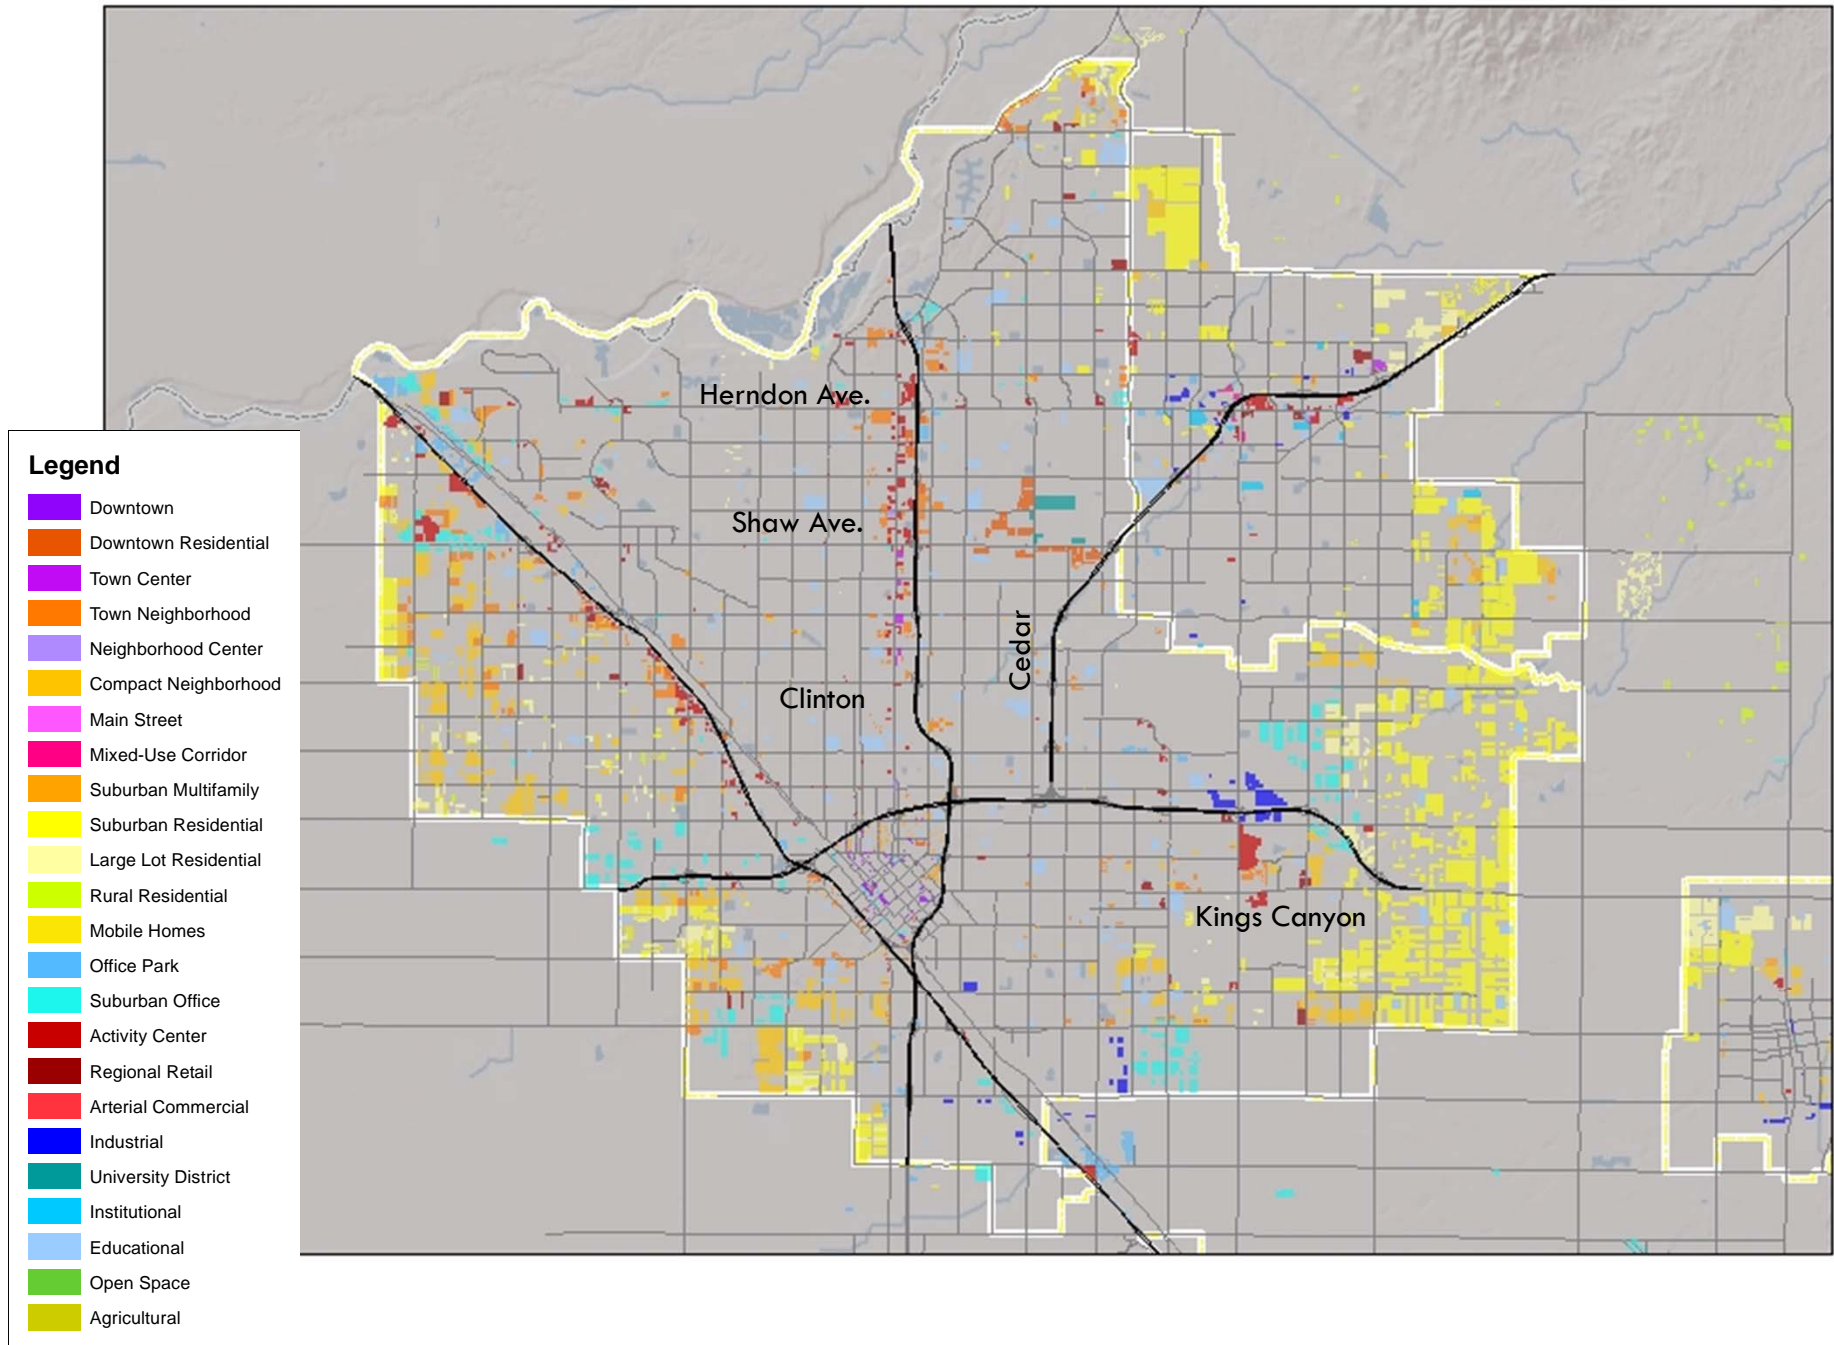 Herndon Ave.
Shaw Ave.
Cedar
Clinton
Kings Canyon
Legend
Downtown
Downtown Residential
Town Center
Town Neighborhood
Neighborhood Center
Compact Neighborhood
Main Street
Mixed-Use Corridor
Suburban Multifamily
Suburban Residential
Large Lot Residential
Rural Residential
Mobile Homes
Office Park
Suburban Office
Activity Center
Regional Retail
Arterial Commercial
Industrial
University District
Institutional
Educational
Open Space
Agricultural